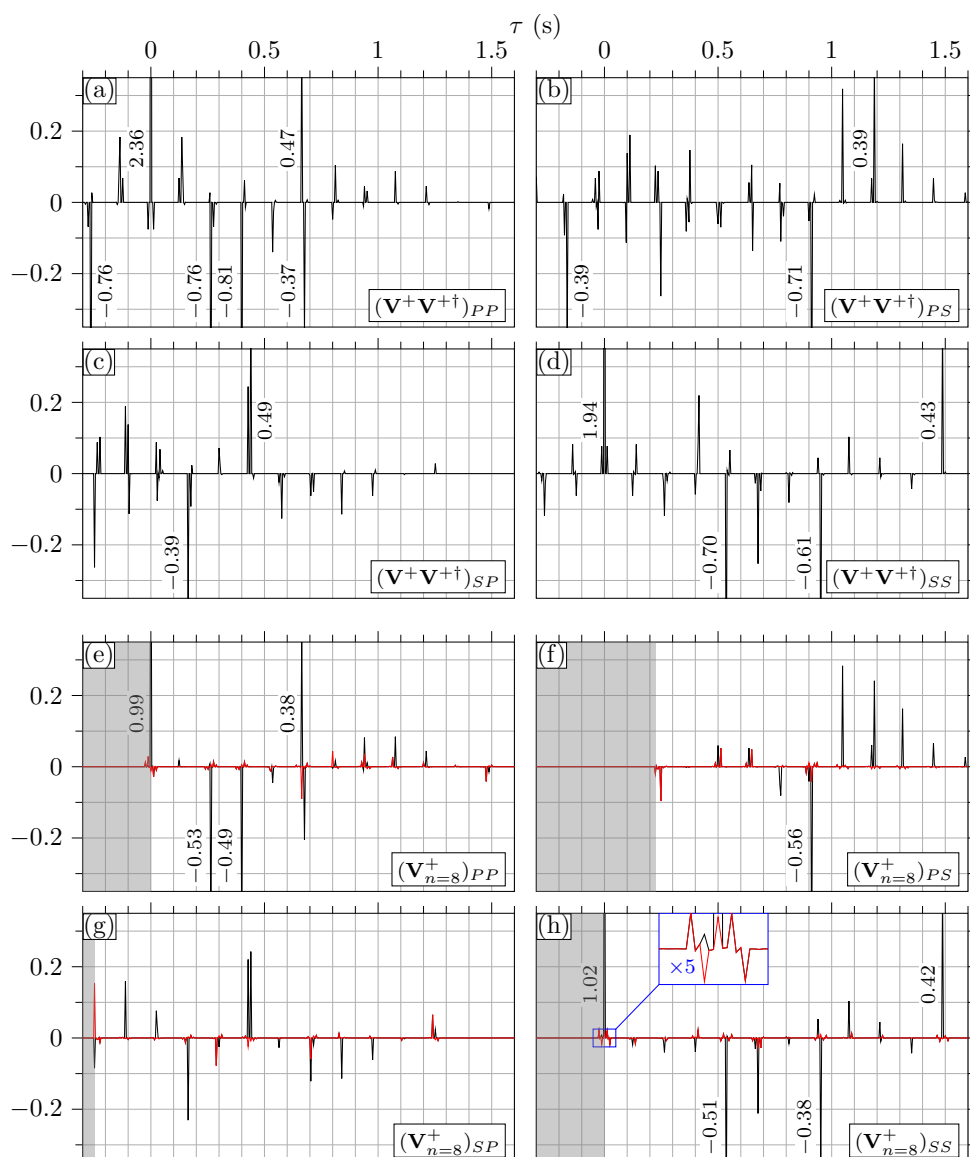 τ (s)
0 0.5 1 1.5 0 0.5 1 1.5
(a) (b)
0.2 2.36 0.47 0.39
0
−0.2 −0.76 −0.76 −0.81 −0.37 −0.39 −0.71
(V⁺V⁺†)PP (V⁺V⁺†)PS
(c) (d)
0.2 0.49 1.94 0.43
0
−0.2 −0.39 −0.70 −0.61
(V⁺V⁺†)SP (V⁺V⁺†)SS
(e) (f)
0.2 0.99 0.38
0
−0.2 −0.53 −0.49 −0.56
(V⁺n=8)PP (V⁺n=8)PS
(g) (h)
×5
0.2 1.02 0.42
0
−0.2 −0.51 −0.38
(V⁺n=8)SP (V⁺n=8)SS